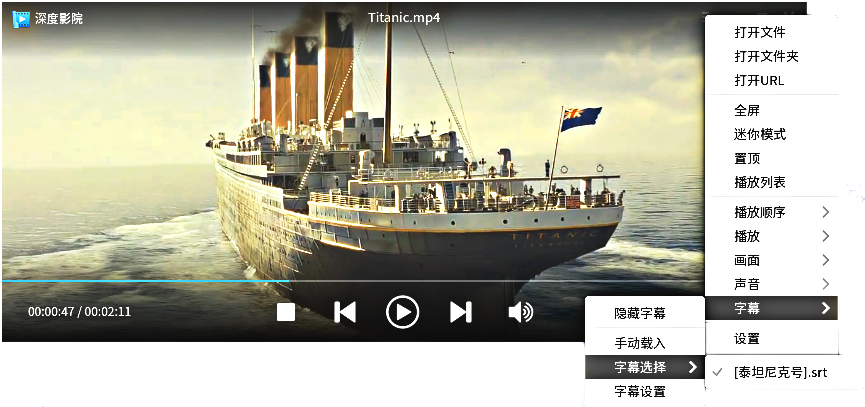 深度影院
Titanic.mp4
打开文件
打开文件夹
打开URL
全屏
迷你模式
置顶
播放列表
播放顺序
播放
画面
声音
字幕
设置
TITANIC
00:00:47 / 00:02:11
隐藏字幕
手动载入
字幕选择
字幕设置
[泰坦尼克号].srt